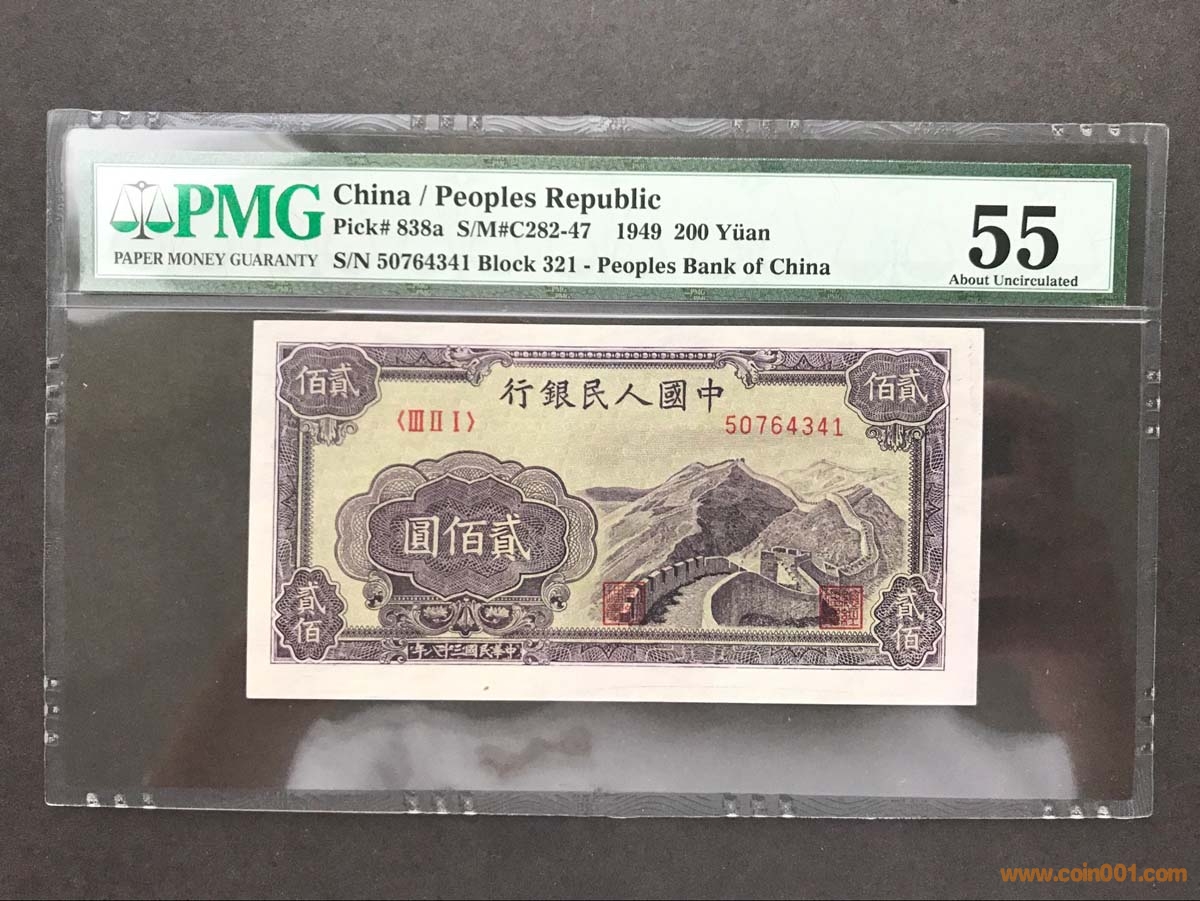 PMG
PAPER MONEY GUARANTY
China / Peoples Republic
Pick# 838a S/M#C282-47 1949 200 Yüan
S/N 50764341 Block 321 - Peoples Bank of China
55
About Uncirculated
佰貳
行銀民人國中
佰貳
〈III II I〉
50764341
圓佰貳
貳佰
貳佰
年八十三國民華中
www.coin001.com